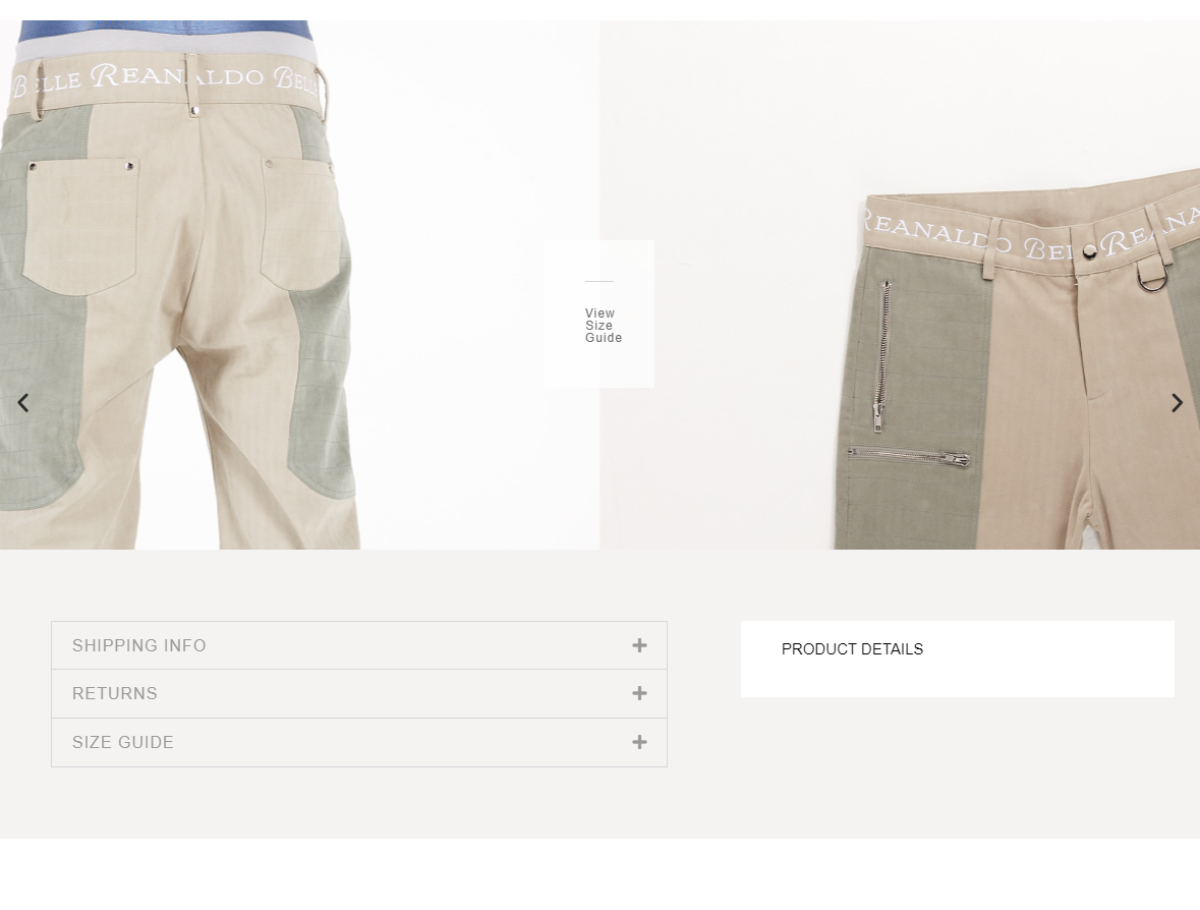 BELLE REANALDO BELLE
REANALDO BELLE REANA
View
Size
Guide
SHIPPING INFO
RETURNS
SIZE GUIDE
PRODUCT DETAILS